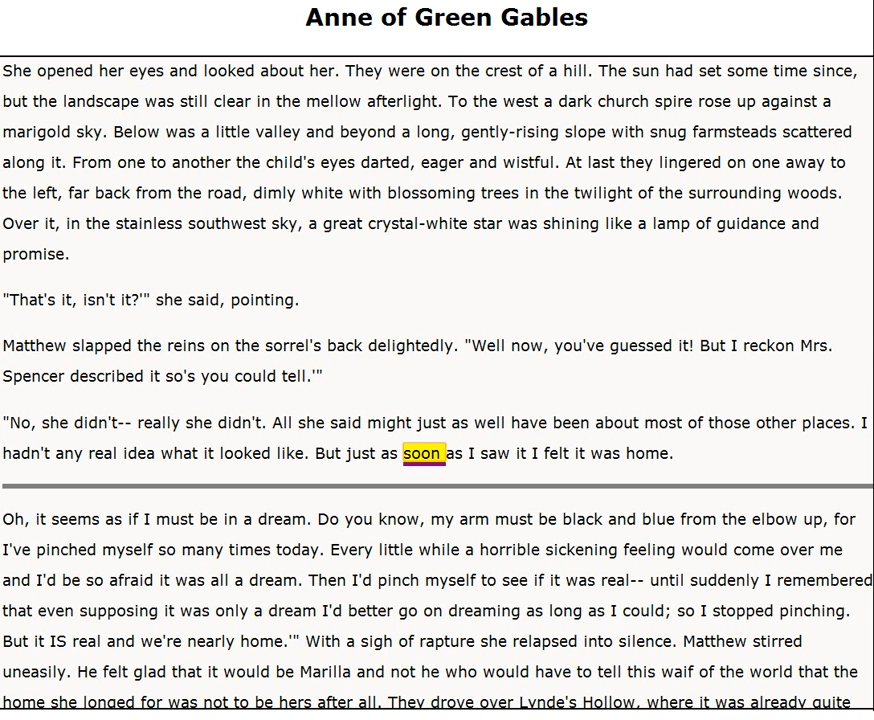 Anne of Green Gables
She opened her eyes and looked about her. They were on the crest of a hill. The sun had set some time since,
but the landscape was still clear in the mellow afterlight. To the west a dark church spire rose up against a
marigold sky. Below was a little valley and beyond a long, gently-rising slope with snug farmsteads scattered
along it. From one to another the child's eyes darted, eager and wistful. At last they lingered on one away to
the left, far back from the road, dimly white with blossoming trees in the twilight of the surrounding woods.
Over it, in the stainless southwest sky, a great crystal-white star was shining like a lamp of guidance and
promise.
"That's it, isn't it?'" she said, pointing.
Matthew slapped the reins on the sorrel's back delightedly. "Well now, you've guessed it! But I reckon Mrs.
Spencer described it so's you could tell.'"
"No, she didn't-- really she didn't. All she said might just as well have been about most of those other places. I
hadn't any real idea what it looked like. But just as soon as I saw it I felt it was home.
Oh, it seems as if I must be in a dream. Do you know, my arm must be black and blue from the elbow up, for
I've pinched myself so many times today. Every little while a horrible sickening feeling would come over me
and I'd be so afraid it was all a dream. Then I'd pinch myself to see if it was real-- until suddenly I remembered
that even supposing it was only a dream I'd better go on dreaming as long as I could; so I stopped pinching.
But it IS real and we're nearly home.'" With a sigh of rapture she relapsed into silence. Matthew stirred
uneasily. He felt glad that it would be Marilla and not he who would have to tell this waif of the world that the
home she longed for was not to be hers after all. They drove over Lynde's Hollow, where it was already quite